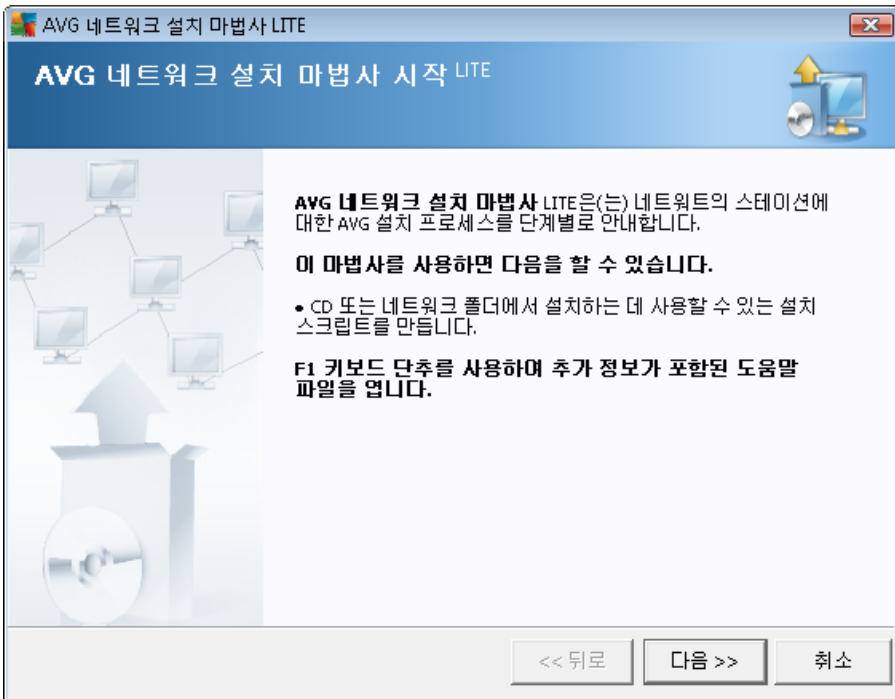 AVG 네트워크 설치 마법사 LITE
AVG 네트워크 설치 마법사 시작 LITE
AVG 네트워크 설치 마법사 LITE은(는) 네트워트의 스테이션에
대한 AVG 설치 프로세스를 단계별로 안내합니다.
이 마법사를 사용하면 다음을 할 수 있습니다.
• CD 또는 네트워크 폴더에서 설치하는 데 사용할 수 있는 설치
스크립트를 만듭니다.
F1 키보드 단추를 사용하여 추가 정보가 포함된 도움말
파일을 엽니다.
<< 뒤로
다음 >>
취소